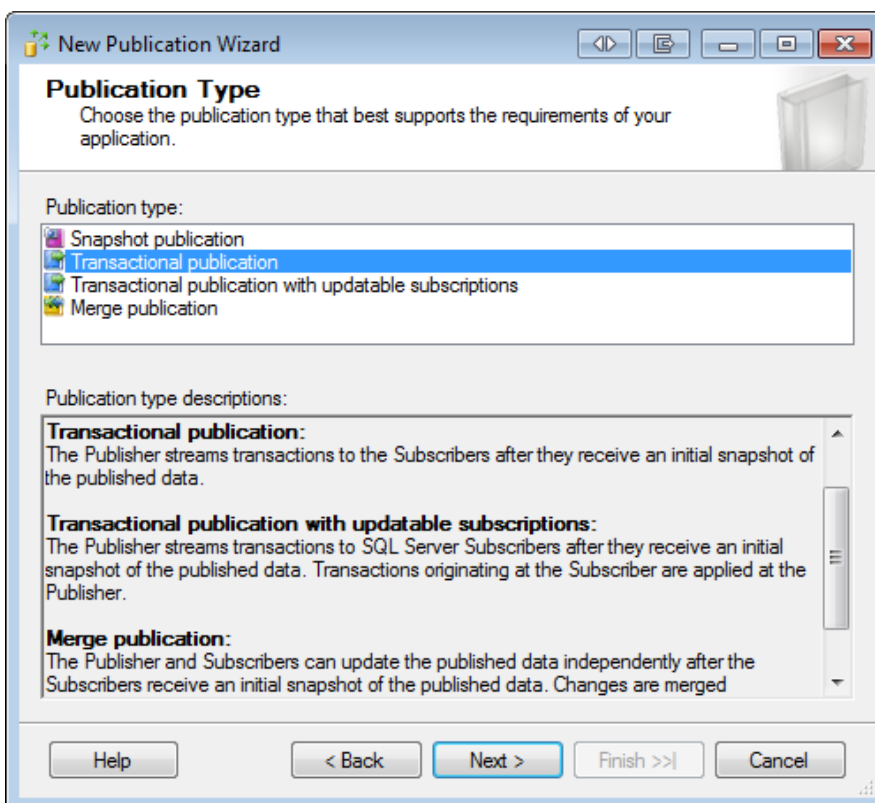 New Publication Wizard
Publication Type
Choose the publication type that best supports the requirements of your
application.
Publication type:
Snapshot publication
Transactional publication
Transactional publication with updatable subscriptions
Merge publication
Publication type descriptions:
Transactional publication:
The Publisher streams transactions to the Subscribers after they receive an initial snapshot of
the published data.
Transactional publication with updatable subscriptions:
The Publisher streams transactions to SQL Server Subscribers after they receive an initial
snapshot of the published data. Transactions originating at the Subscriber are applied at the
Publisher.
Merge publication:
The Publisher and Subscribers can update the published data independently after the
Subscribers receive an initial snapshot of the published data. Changes are merged
Help < Back Next > Finish >>| Cancel